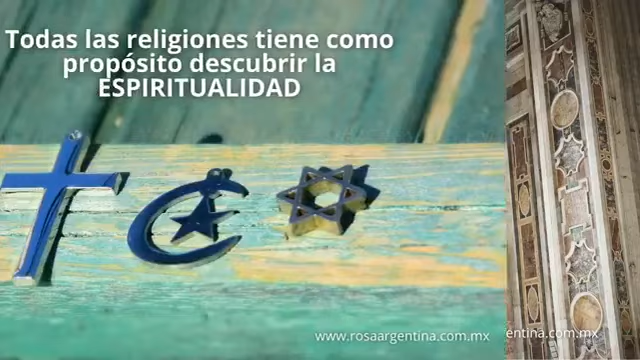 Todas las religiones tiene como
propósito descubrir la
ESPIRITUALIDAD
www.rosaargentina.com.mx
entina.com.mx